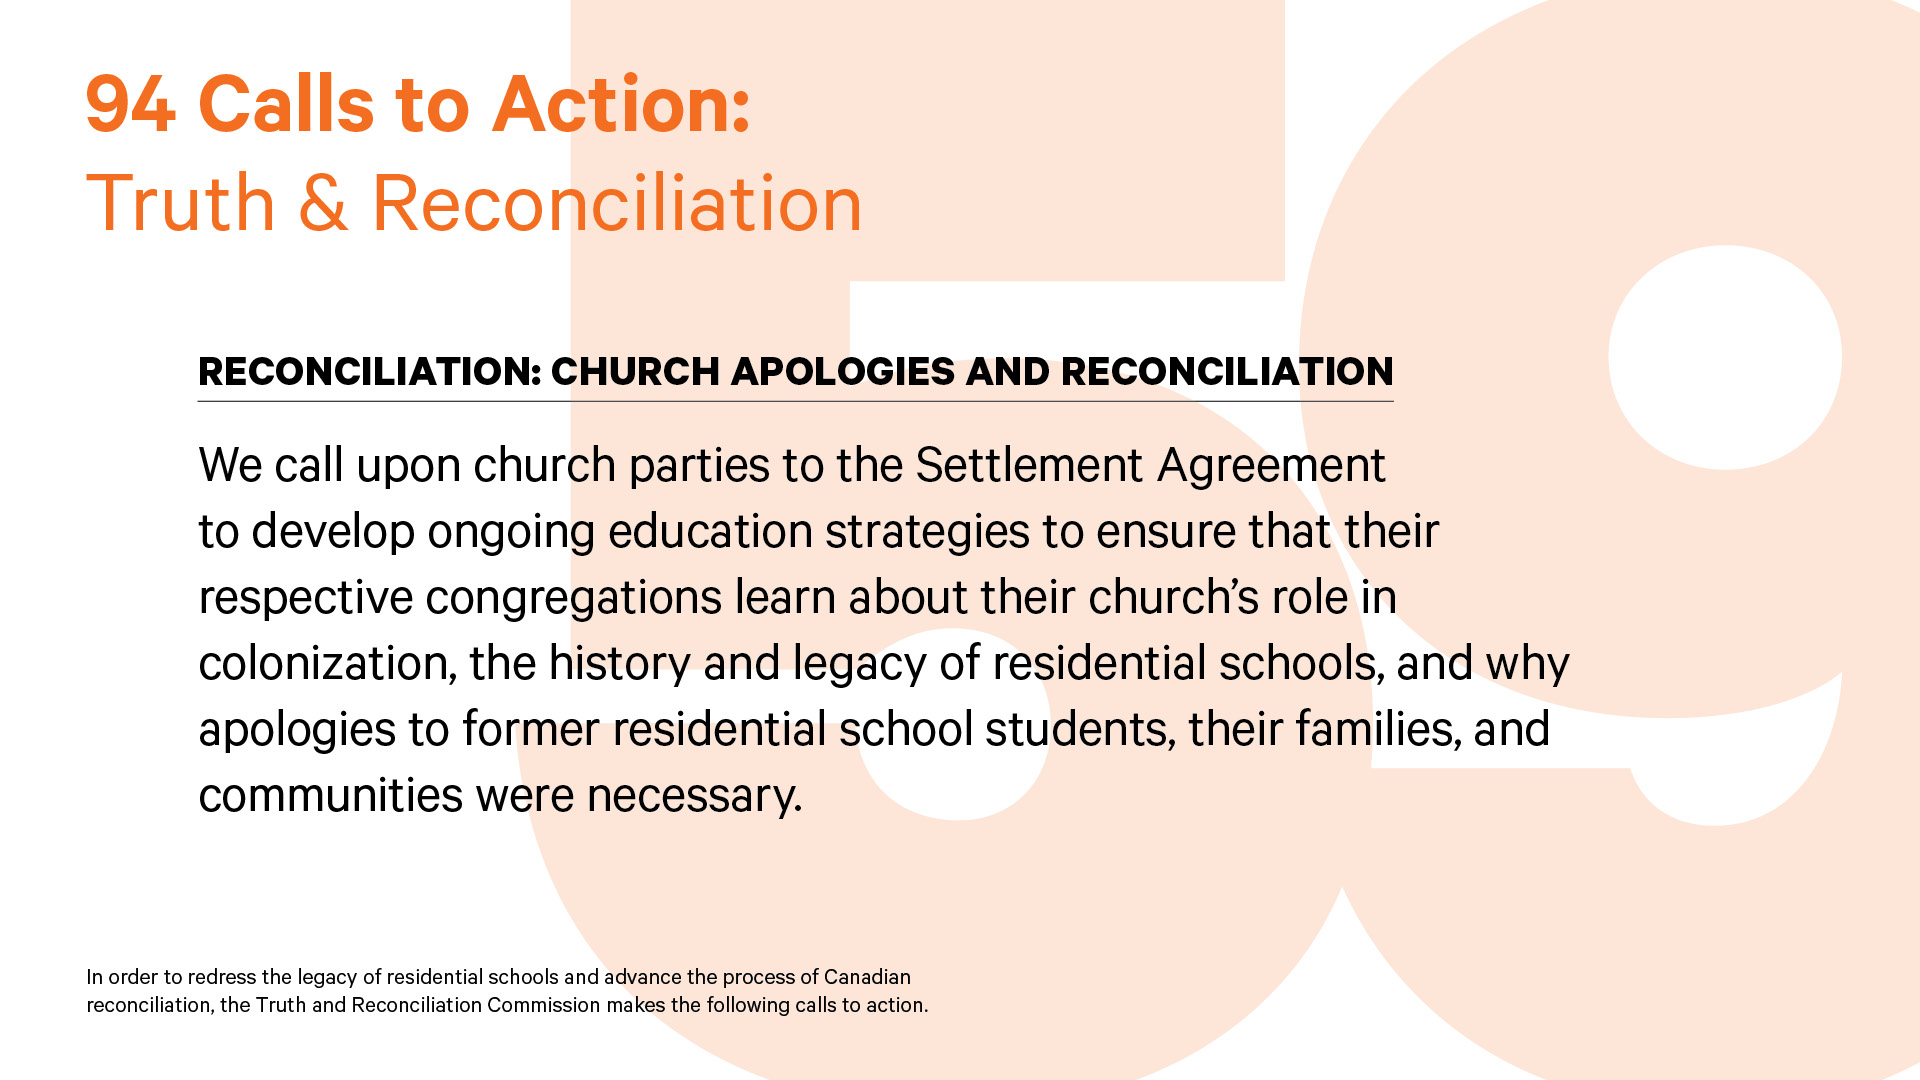 94 Calls to Action:
Truth & Reconciliation
59
RECONCILIATION: CHURCH APOLOGIES AND RECONCILIATION
We call upon church parties to the Settlement Agreement
to develop ongoing education strategies to ensure that their
respective congregations learn about their church’s role in
colonization, the history and legacy of residential schools, and why
apologies to former residential school students, their families, and
communities were necessary.
In order to redress the legacy of residential schools and advance the process of Canadian
reconciliation, the Truth and Reconciliation Commission makes the following calls to action.